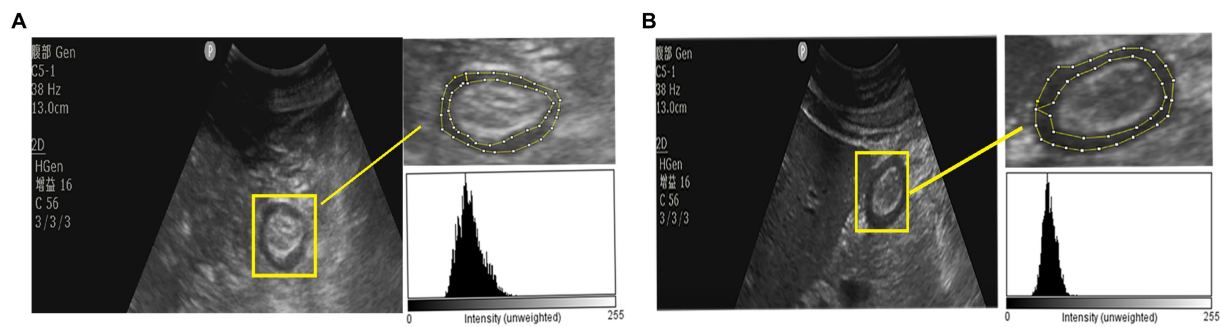 A
腹部 Gen
C5-1
38 Hz
13.0cm
2D
HGen
增益 16
C 56
3/3/3
P
0
Intensity (unweighted)
255
B
腹部 Gen
C5-1
38 Hz
13.0cm
2D
HGen
增益 16
C 56
3/3/3
P
0
Intensity (unweighted)
255